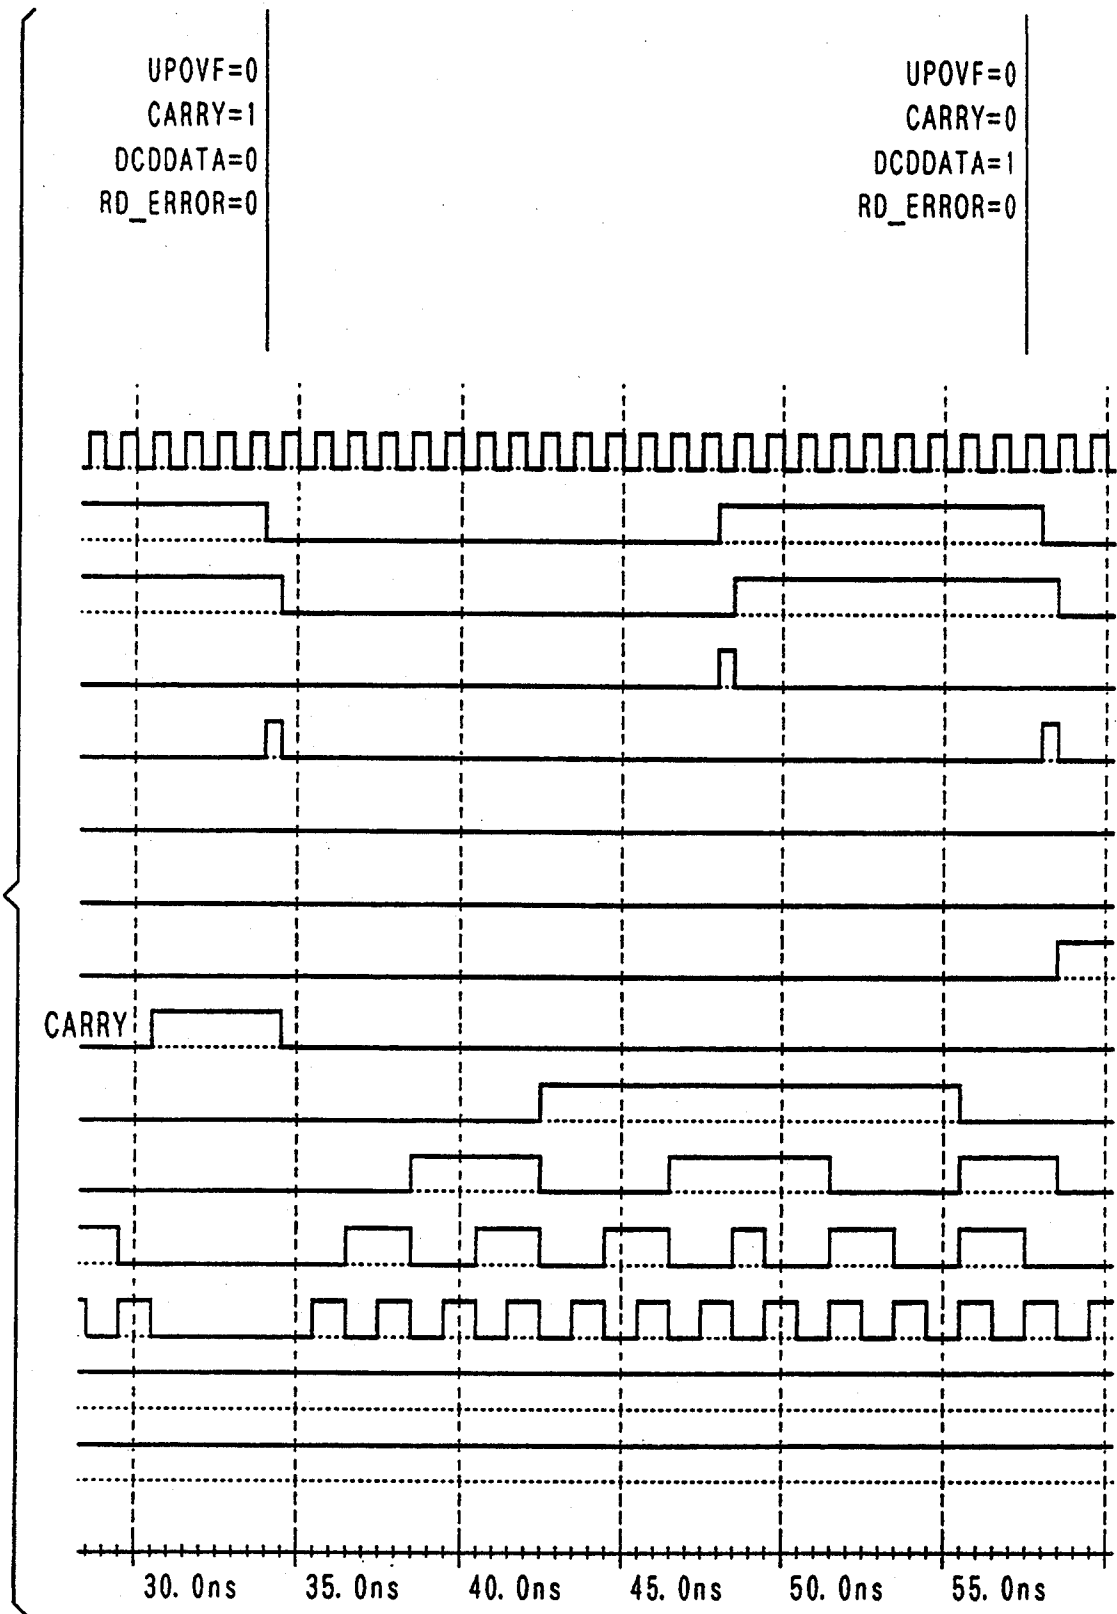 UPOVF=0
CARRY=1
DCDDATA=0
RD_ERROR=0
UPOVF=0
CARRY=0
DCDDATA=1
RD_ERROR=0
CARRY
30.0ns 35.0ns 40.0ns 45.0ns 50.0ns 55.0ns